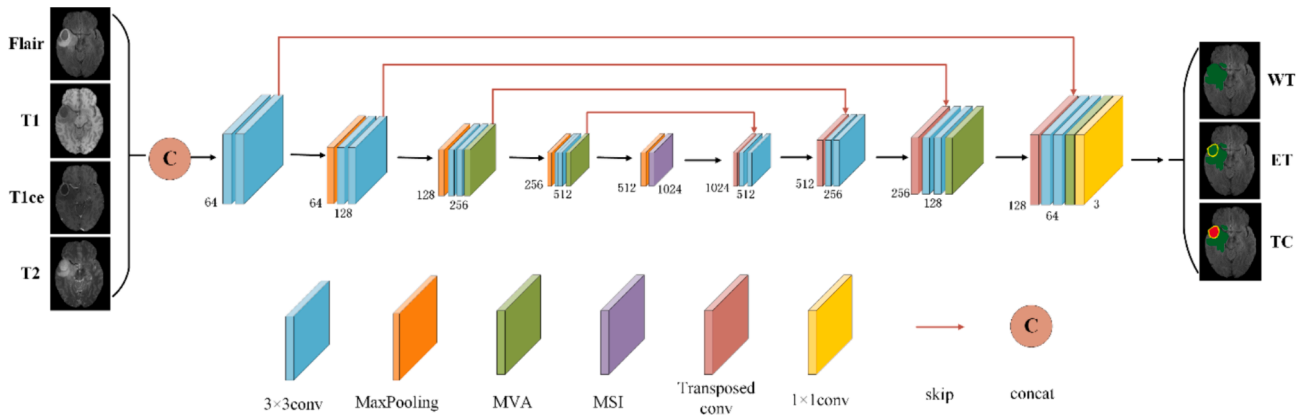 Flair
T1
T1ce
T2
C
64
64
128
128
256
256
512
512
1024
1024
512
512
256
256
128
128
64
3
WT
ET
TC
3×3conv
MaxPooling
MVA
MSI
Transposed
conv
1×1conv
skip
C
concat